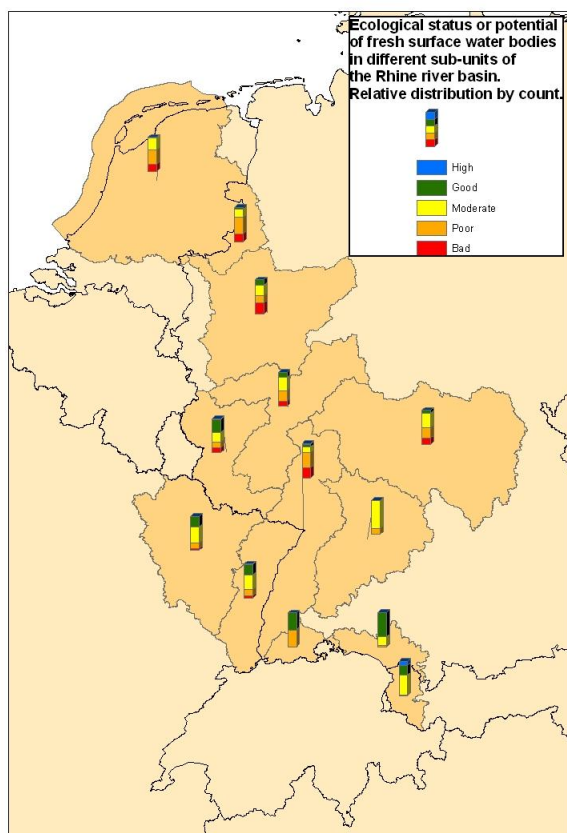 Ecological status or potential
of fresh surface water bodies
in different sub-units of
the Rhine river basin.
Relative distribution by count.
High
Good
Moderate
Poor
Bad